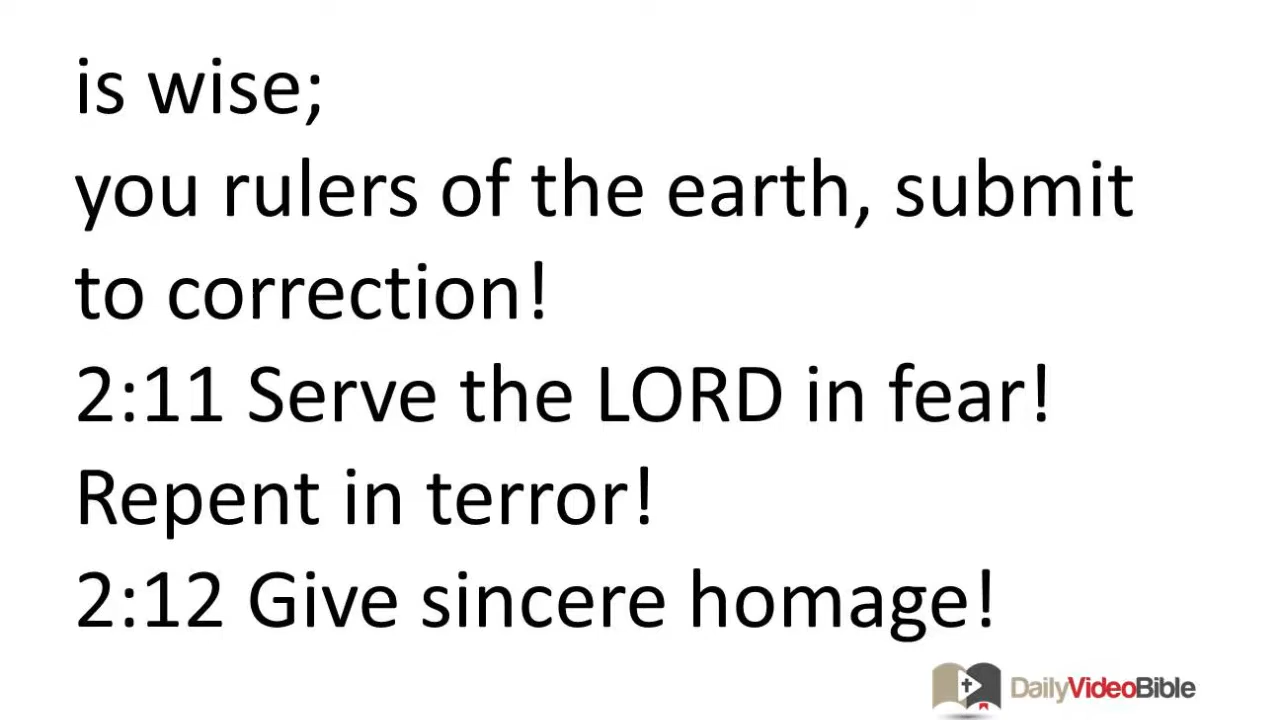 is wise;
you rulers of the earth, submit
to correction!
2:11 Serve the LORD in fear!
Repent in terror!
2:12 Give sincere homage!
DailyVideoBible